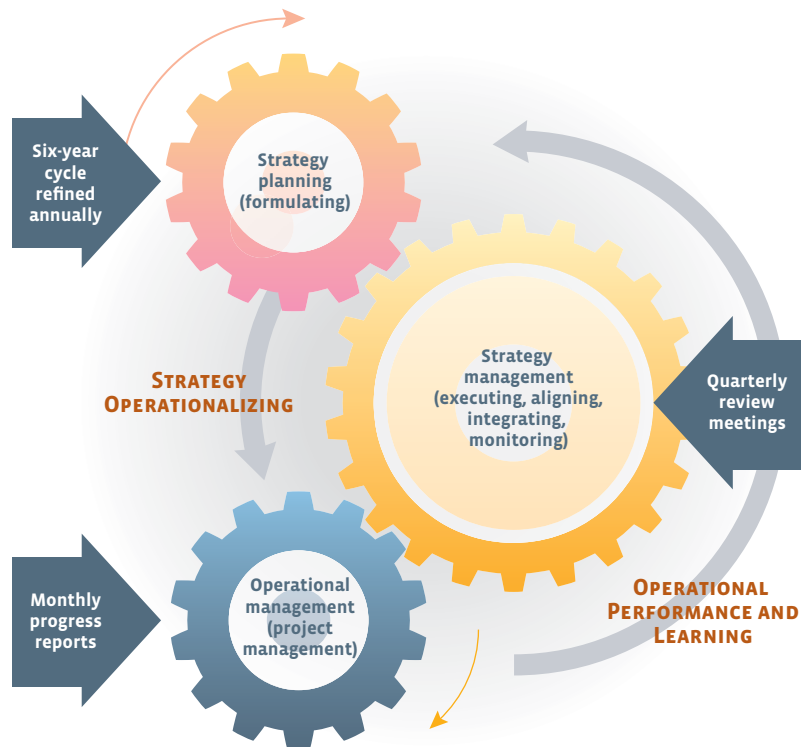 Six-year
cycle
refined
annually
Strategy
planning
(formulating)
STRATEGY
OPERATIONALIZING
Strategy
management
(executing, aligning,
integrating,
monitoring)
Quarterly
review
meetings
Monthly
progress
reports
Operational
management
(project
management)
OPERATIONAL
PERFORMANCE AND
LEARNING